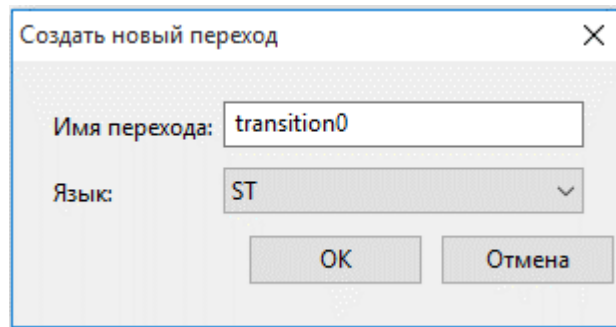 Создать новый переход
Имя перехода: transition0
Язык: ST
OK Отмена